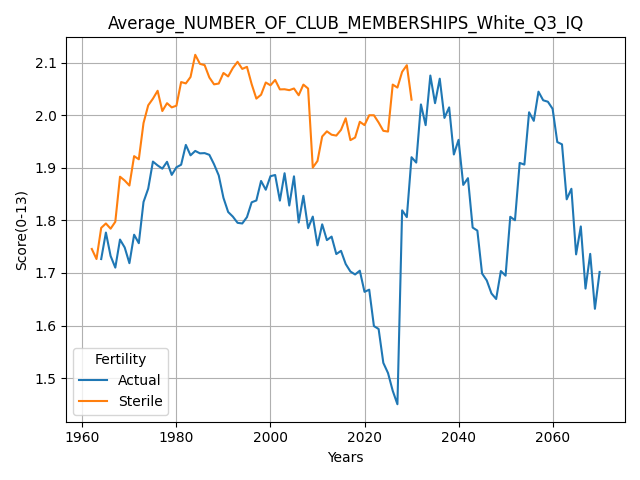 Average_NUMBER_OF_CLUB_MEMBERSHIPS_White_Q3_IQ
Score(0-13)
2.1
2.0
1.9
1.8
1.7
1.6
1.5
Fertility
Actual
Sterile
1960 1980 2000 2020 2040 2060
Years